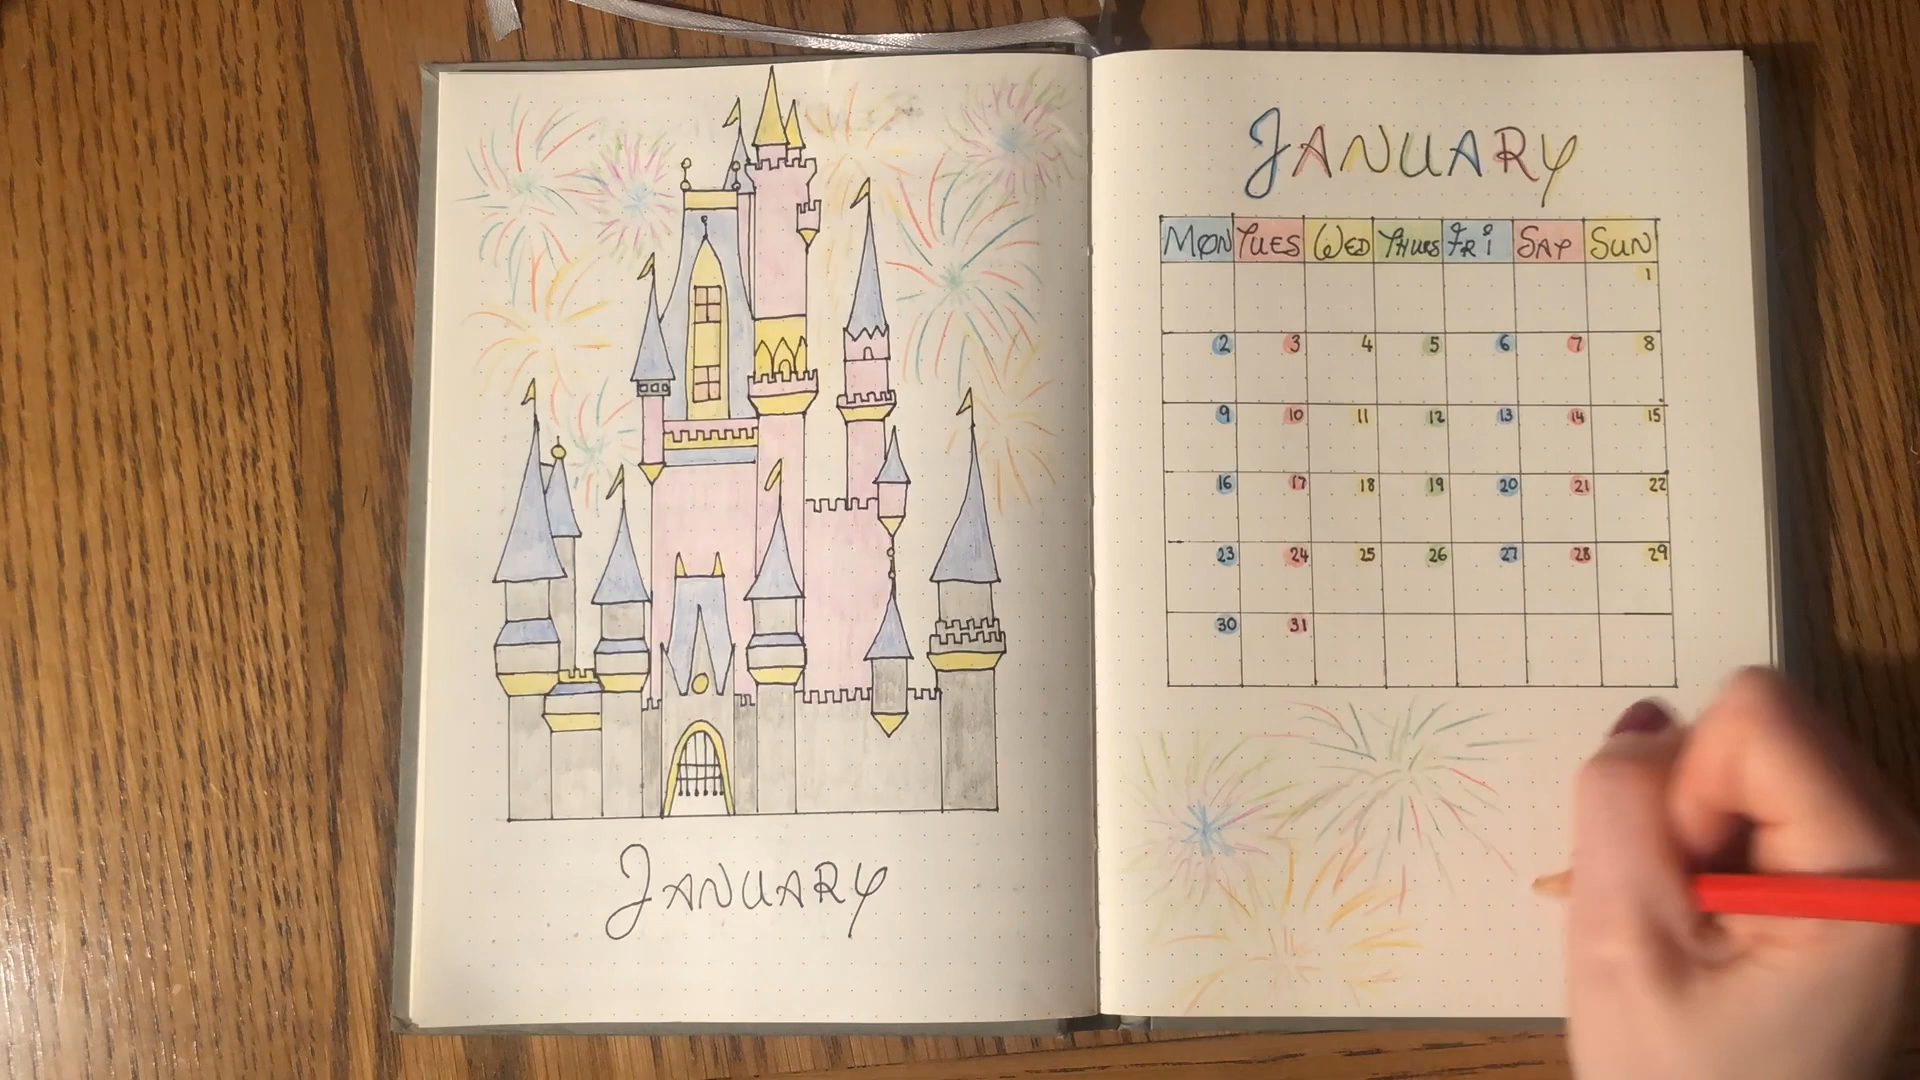 JANUARY
JANUARY
MON TUES WED THURS FRI SAT SUN
1
2 3 4 5 6 7 8
9 10 11 12 13 14 15
16 17 18 19 20 21 22
23 24 25 26 27 28 29
30 31